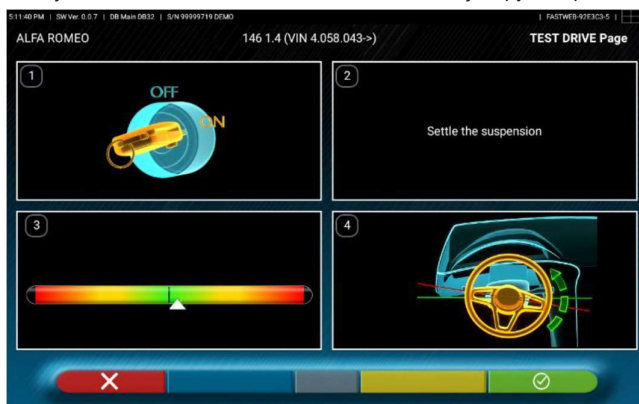 5:11:40 PM | SW Ver. 0.0.7 | DB Main DB32 | S/N 99999719 DEMO | FASTWEB-92E3C3-5 |
ALFA ROMEO 146 1.4 (VIN 4.058.043->) TEST DRIVE Page
1
OFF
ON
2
Settle the suspension
3
4